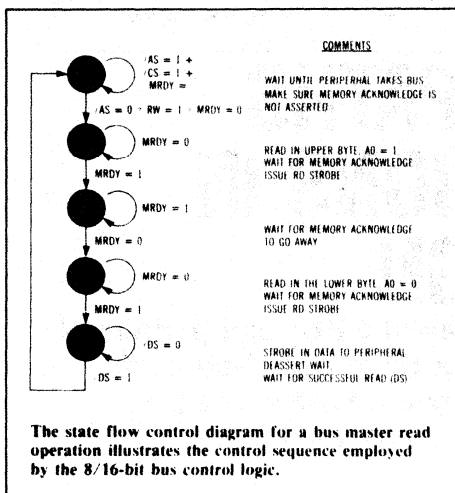 COMMENTS
/AS = 1 +
/CS = 1 +
MRDY =
WAIT UNTIL PERIPERHAL TAKES BUS
MAKE SURE MEMORY ACKNOWLEDGE IS
NOT ASSERTED
/AS = 0 · RW = 1 · MRDY = 0
MRDY = 0
READ IN UPPER BYTE, A0 = 1
WAIT FOR MEMORY ACKNOWLEDGE
ISSUE RD STROBE
MRDY = 1
MRDY = 1
WAIT FOR MEMORY ACKNOWLEDGE
TO GO AWAY
MRDY = 0
MRDY = 0
READ IN THE LOWER BYTE A0 = 0
WAIT FOR MEMORY ACKNOWLEDGE
ISSUE RD STROBE
MRDY = 1
/DS = 0
STROBE IN DATA TO PERIPHERAL
DEASSERT WAIT
WAIT FOR SUCCESSFUL READ (DS)
DS = 1
The state flow control diagram for a bus master read
operation illustrates the control sequence employed
by the 8/16-bit bus control logic.